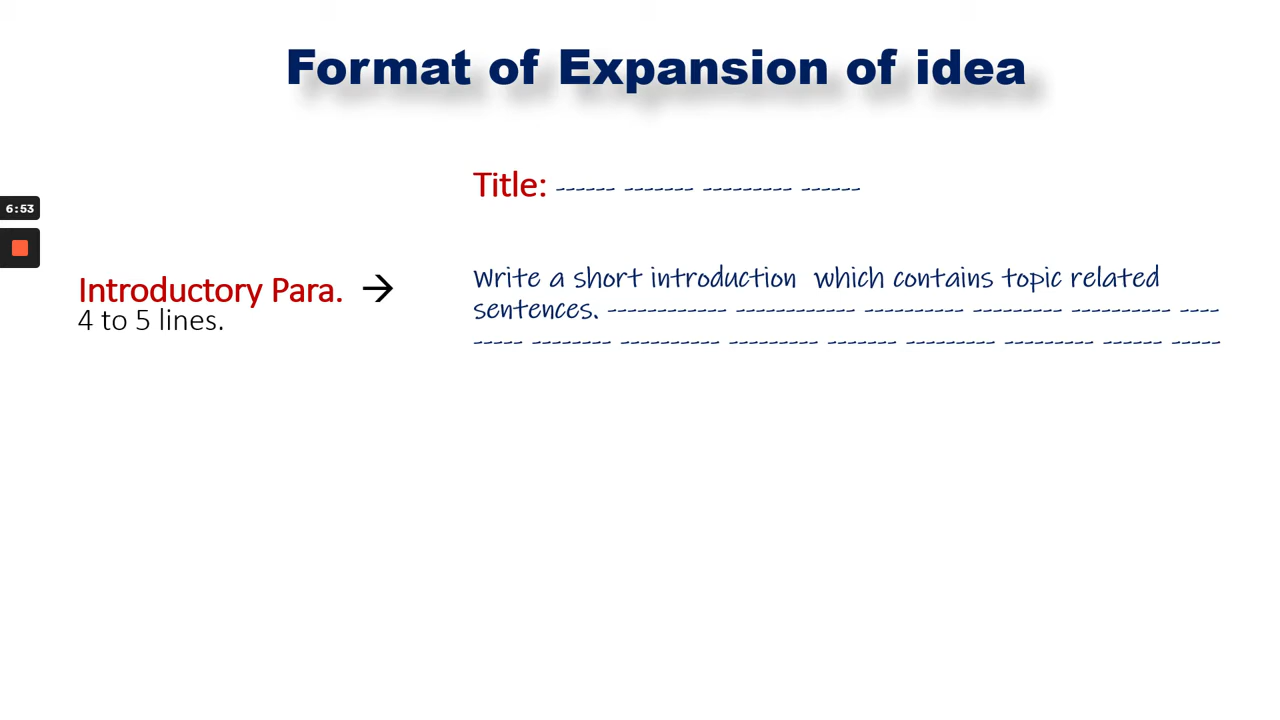 Format of Expansion of idea
Title: ------ ------- --------- ------
6:53
Introductory Para. →
4 to 5 lines.
Write a short introduction which contains topic related
sentences. ------------ ------------ ---------- --------- ---------- ----
----- -------- ---------- --------- ------- --------- --------- ------ -----